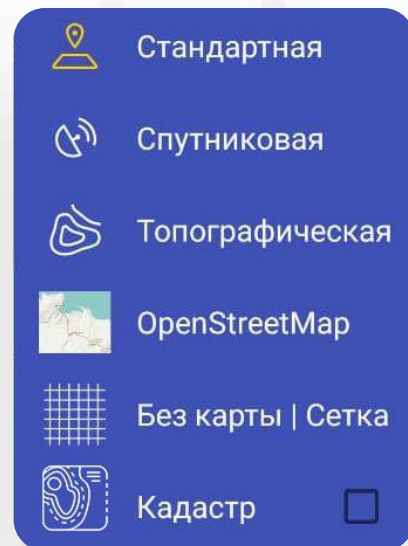 Стандартная
Спутниковая
Топографическая
OpenStreetMap
Без карты | Сетка
Кадастр